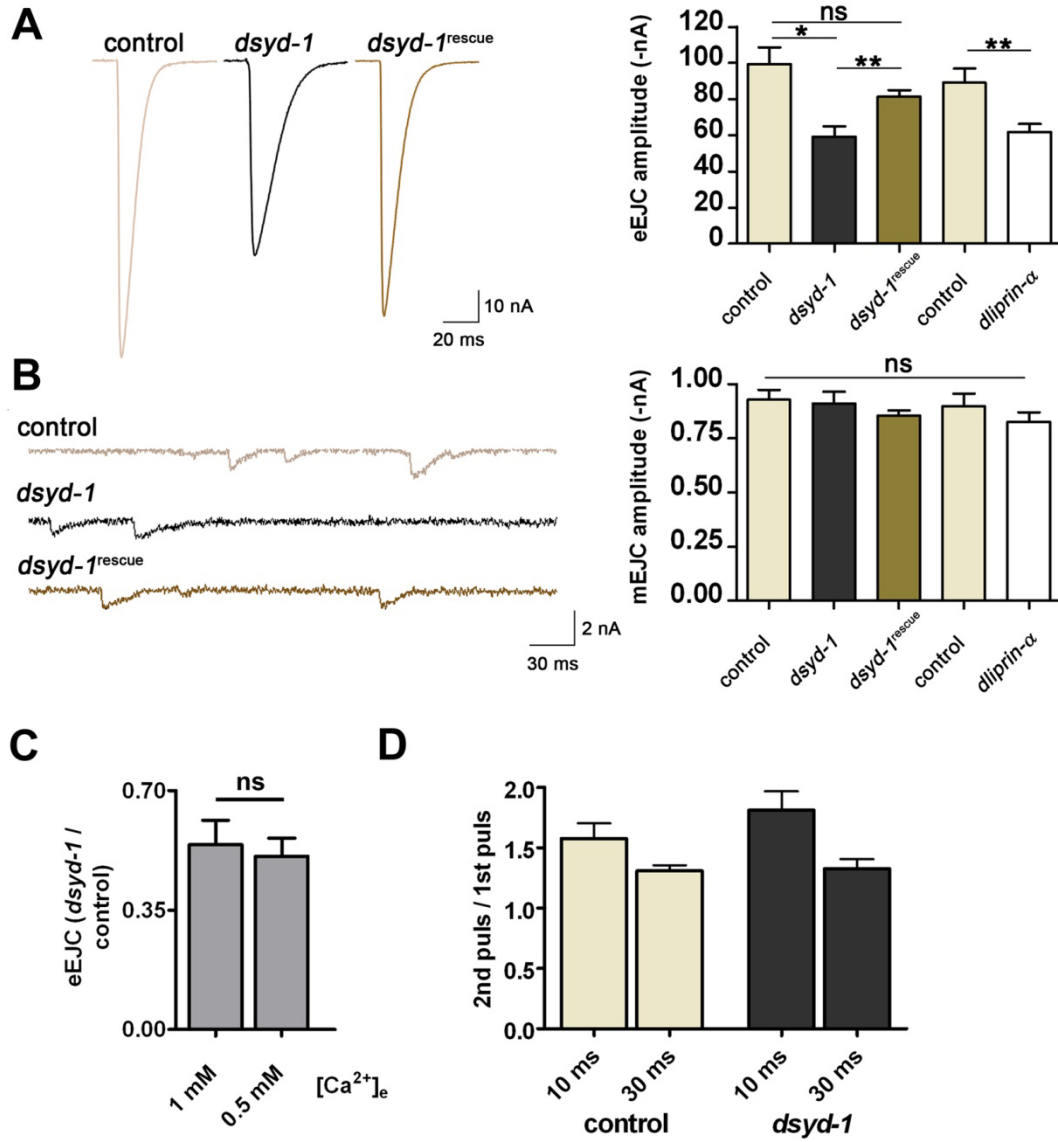 A
control
dsyd-1
dsyd-1rescue
10 nA
20 ms
eEJC amplitude (-nA)
120
100
80
60
40
20
0
ns
*
**
**
control
dsyd-1
dsyd-1rescue
control
dliprin-α
B
control
dsyd-1
dsyd-1rescue
2 nA
30 ms
mEJC amplitude (-nA)
1.00
0.75
0.50
0.25
0.00
ns
control
dsyd-1
dsyd-1rescue
control
dliprin-α
C
eEJC (dsyd-1 /
control)
0.70
0.35
0.00
ns
1 mM
0.5 mM
[Ca2+]e
D
2nd puls / 1st puls
2.0
1.5
1.0
0.5
0.0
10 ms
30 ms
10 ms
30 ms
control
dsyd-1